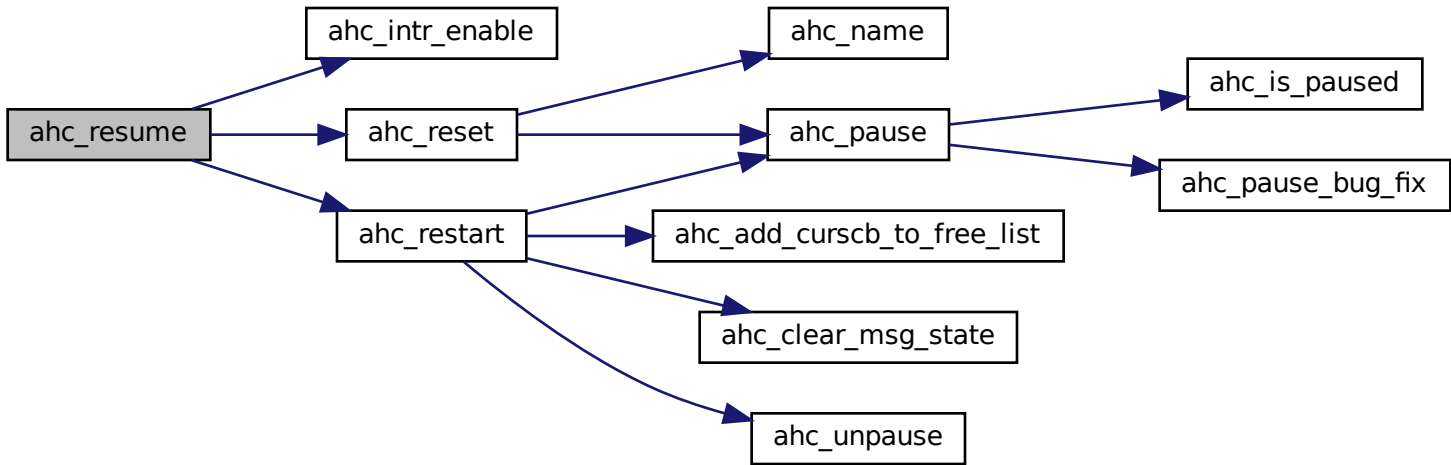 ahc_intr_enable
ahc_name
ahc_is_paused
ahc_resume
ahc_reset
ahc_pause
ahc_pause_bug_fix
ahc_restart
ahc_add_curscb_to_free_list
ahc_clear_msg_state
ahc_unpause